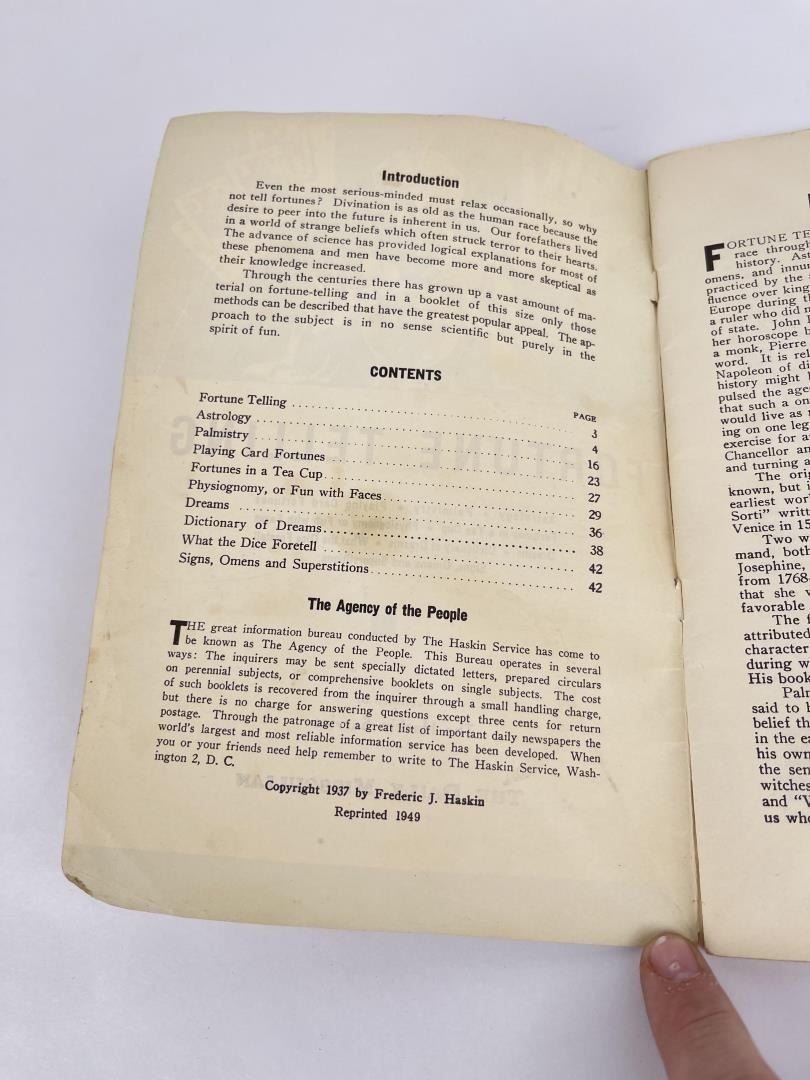 Introduction
Even the most serious-minded must relax occasionally, so why
not tell fortunes? Divination is as old as the human race because the
desire to peer into the future is inherent in us. Our forefathers lived
in a world of strange beliefs which often struck terror to their hearts.
The advance of science has provided logical explanations for most of
these phenomena and men have become more and more skeptical as
their knowledge increased.
Through the centuries there has grown up a vast amount of ma-
terial on fortune-telling and in a booklet of this size only those
methods can be described that have the greatest popular appeal. The ap-
proach to the subject is in no sense scientific but purely in the
spirit of fun.
CONTENTS
PAGE
Fortune Telling 3
Astrology 4
Palmistry 16
Playing Card Fortunes 23
Fortunes in a Tea Cup 27
Physiognomy, or Fun with Faces 29
Dreams 36
Dictionary of Dreams 38
What the Dice Foretell 42
Signs, Omens and Superstitions 42
The Agency of the People
THE great information bureau conducted by The Haskin Service has come to
be known as The Agency of the People. This Bureau operates in several
ways: The inquirers may be sent specially dictated letters, prepared circulars
on perennial subjects, or comprehensive booklets on single subjects. The cost
of such booklets is recovered from the inquirer through a small handling charge,
but there is no charge for answering questions except three cents for return
postage. Through the patronage of a great list of important daily newspapers the
world's largest and most reliable information service has been developed. When
you or your friends need help remember to write to The Haskin Service, Wash-
ington 2, D. C.
Copyright 1937 by Frederic J. Haskin
Reprinted 1949
FORTUNE
race through
history.
omens, and
practiced by the
fluence over
Europe during
a ruler who did
of state. John
her horoscope
a monk, Pierre
word. It is
Napoleon of
history might
pulsed the
that such a
would live as
ing on one leg
exercise for
Chancellor
and turning a
The
known, but
earliest
Sorti"
Venice in
Two
mand, both
Josephine,
from 1768
that she
favorable
The
attributed
character
during
His book
said to
belief
in the
his own
the
witches
and
us